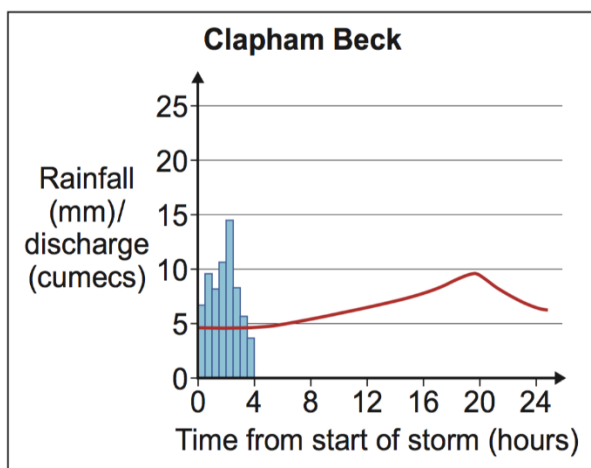 Clapham Beck
Rainfall
(mm)/
discharge
(cumecs)
25
20
15
10
5
0
0 4 8 12 16 20 24
Time from start of storm (hours)